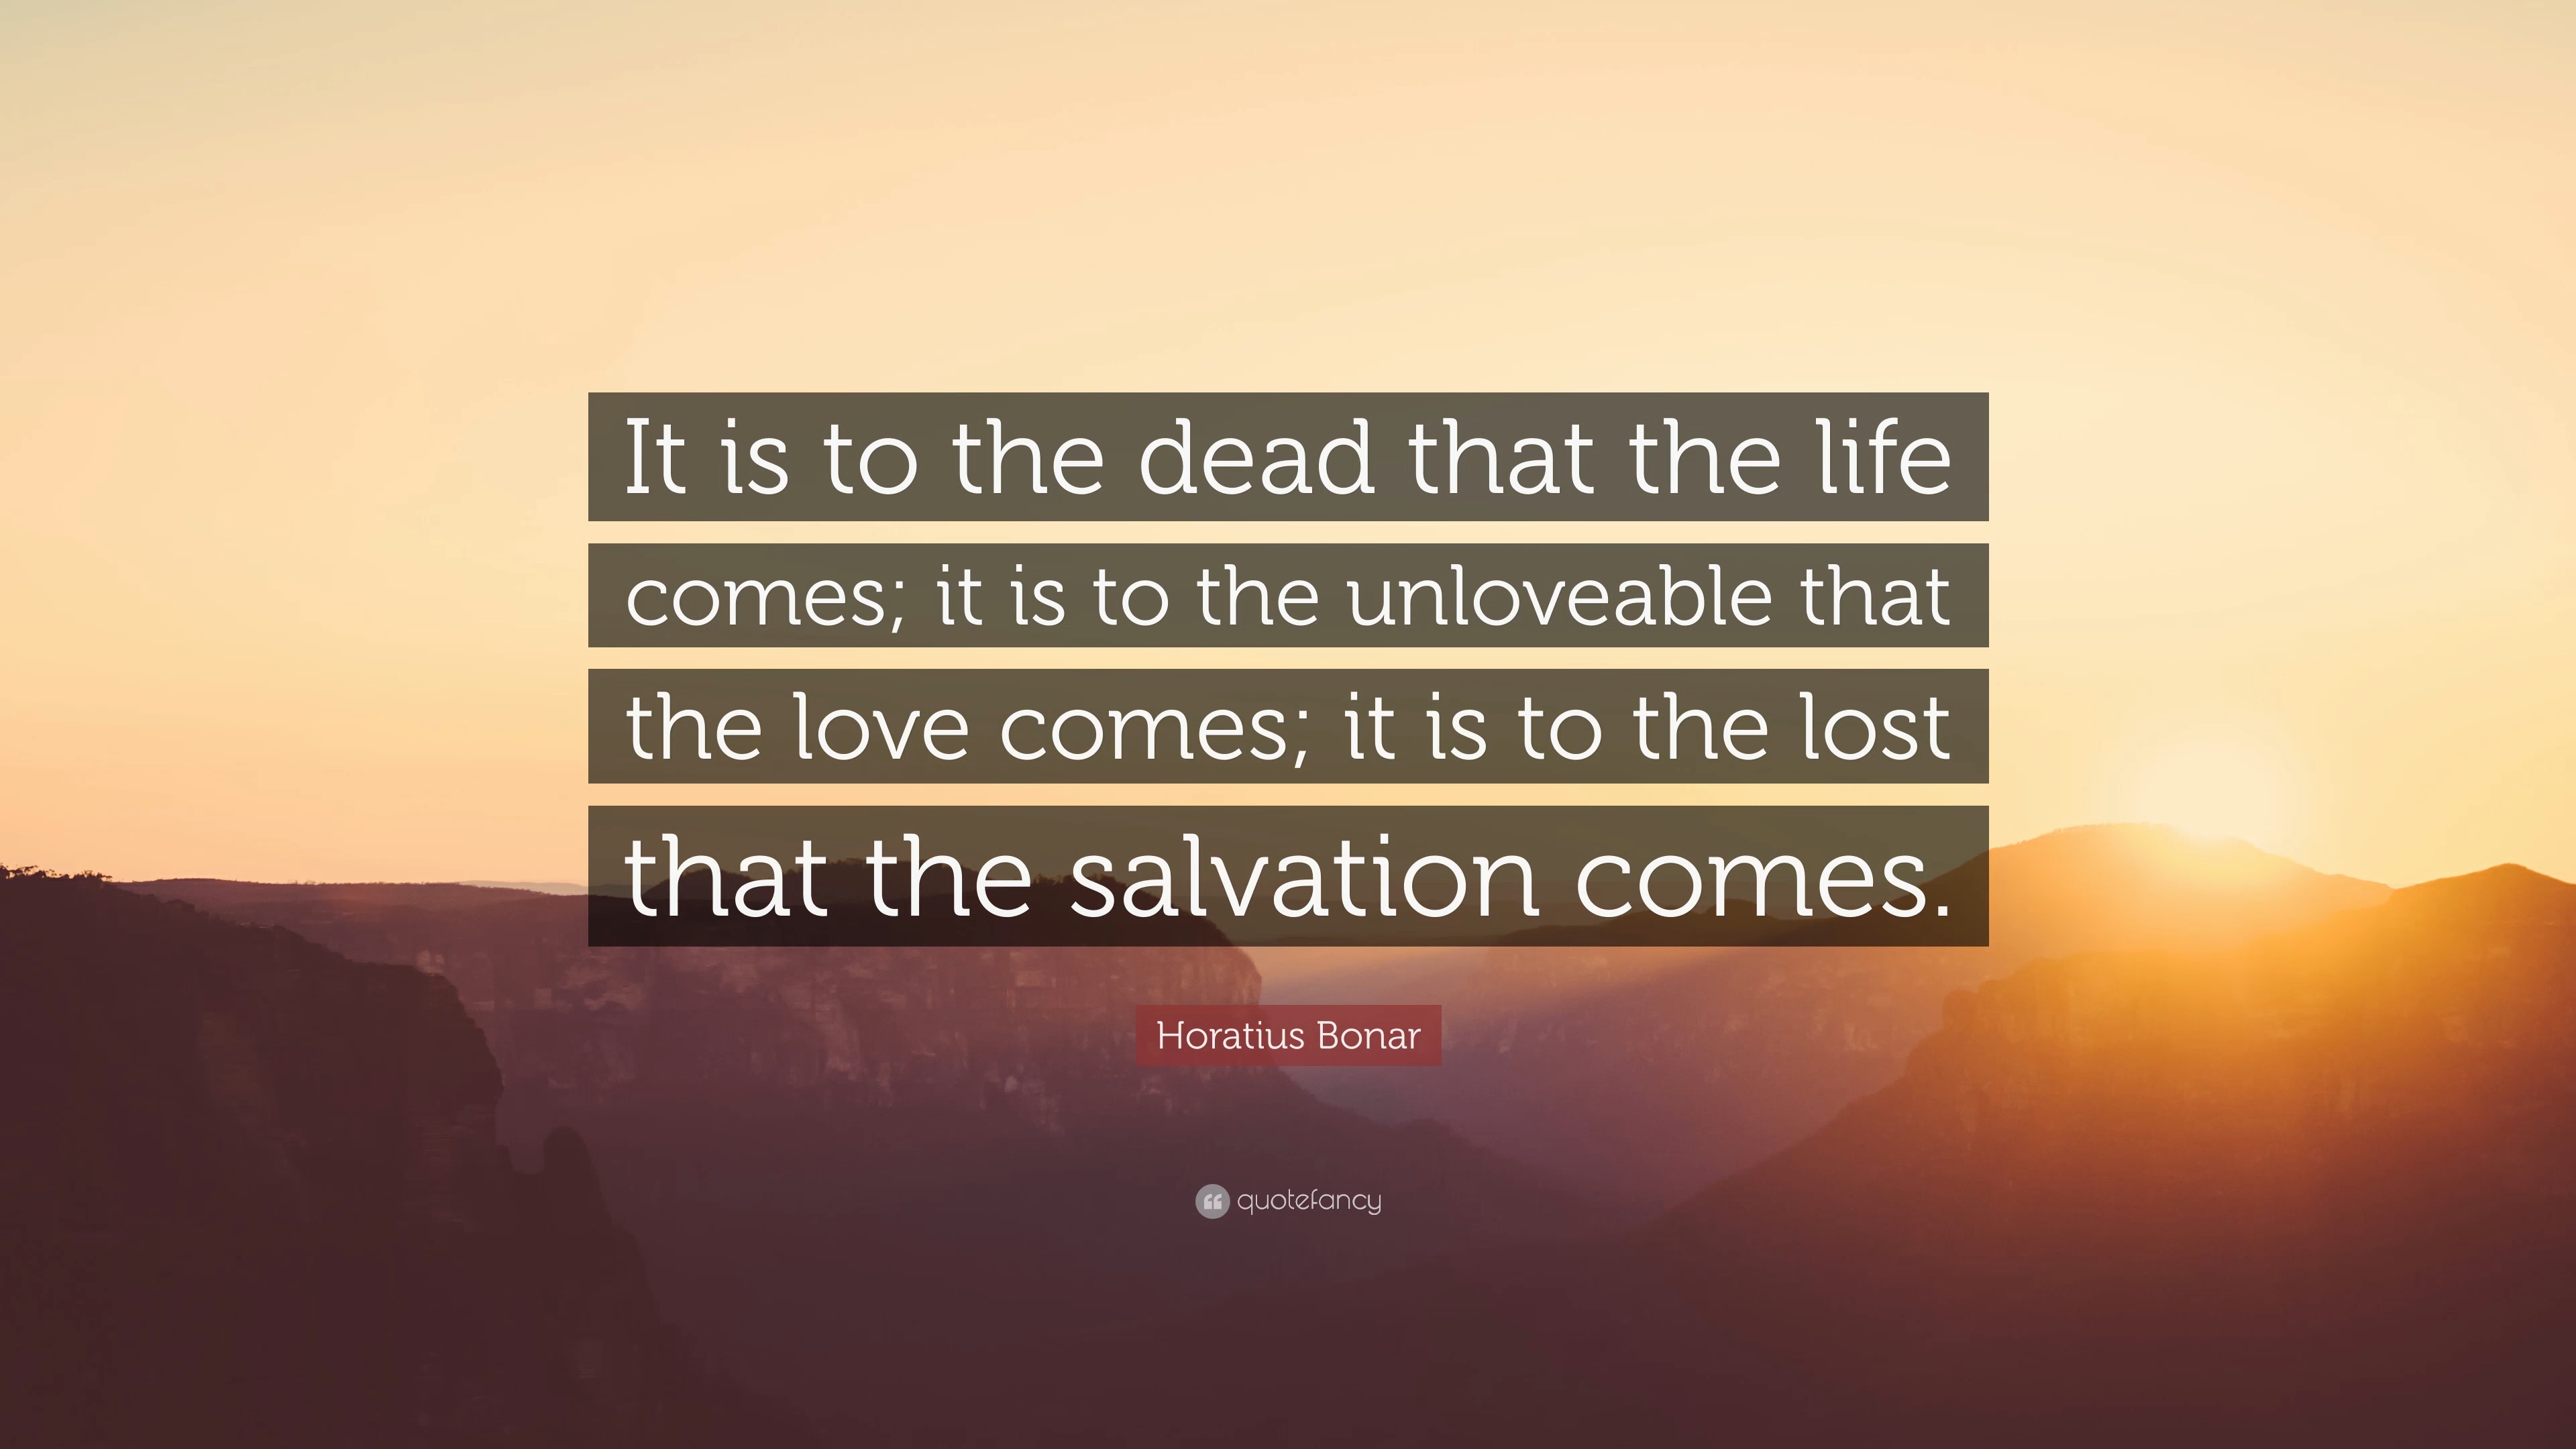 It is to the dead that the life
comes; it is to the unloveable that
the love comes; it is to the lost
that the salvation comes.
Horatius Bonar
quotefancy